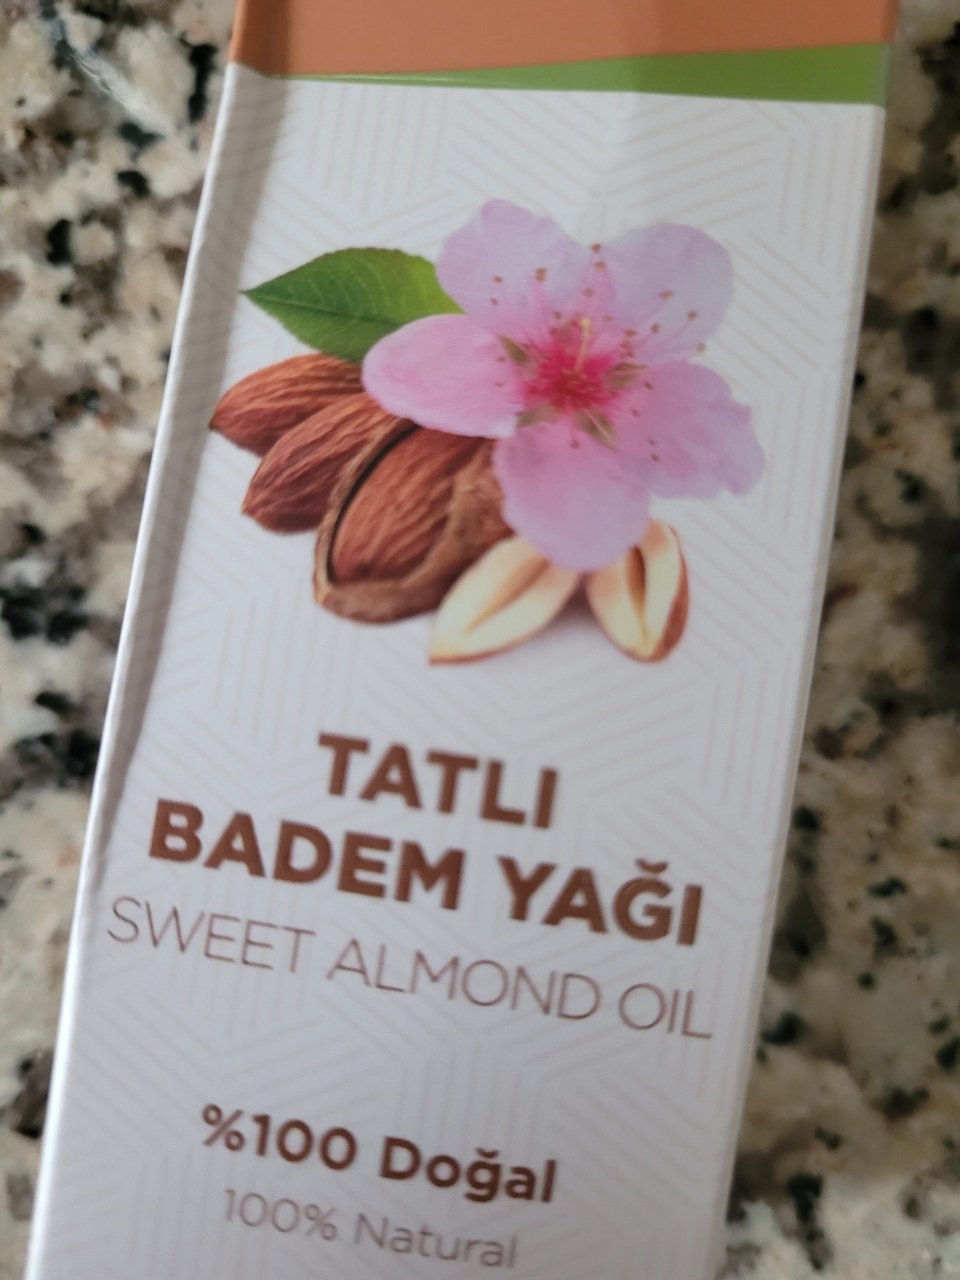 TATLI
BADEM YAĞI
SWEET ALMOND OIL
%100 Doğal
100% Natural